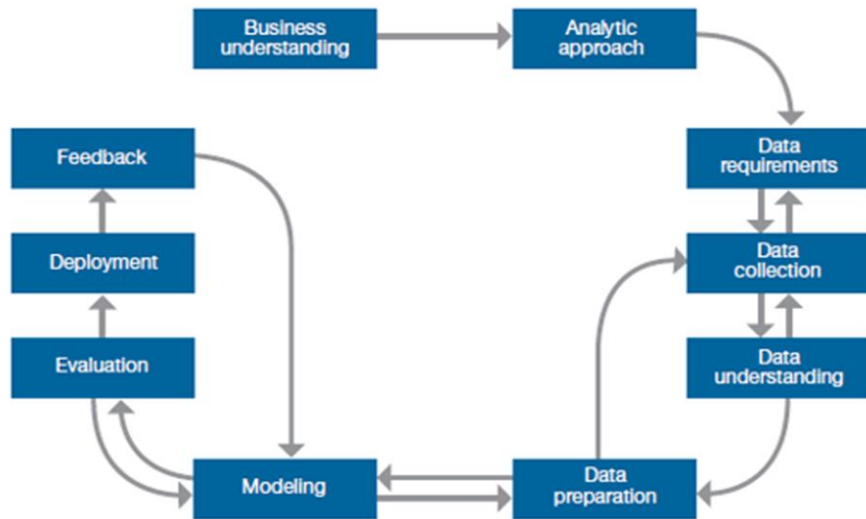 Business
understanding
Analytic
approach
Data
requirements
Data
collection
Data
understanding
Data
preparation
Modeling
Evaluation
Deployment
Feedback